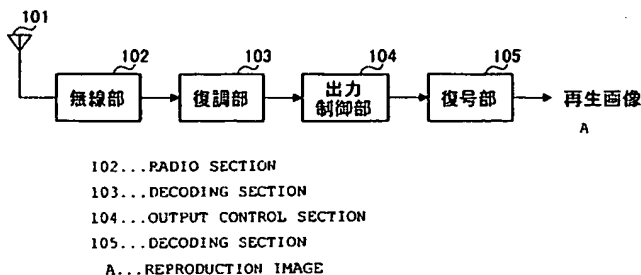 101
102
103
104
105
無線部
復調部
出力
制御部
復号部
再生画像
A
102...RADIO SECTION
103...DECODING SECTION
104...OUTPUT CONTROL SECTION
105...DECODING SECTION
A...REPRODUCTION IMAGE